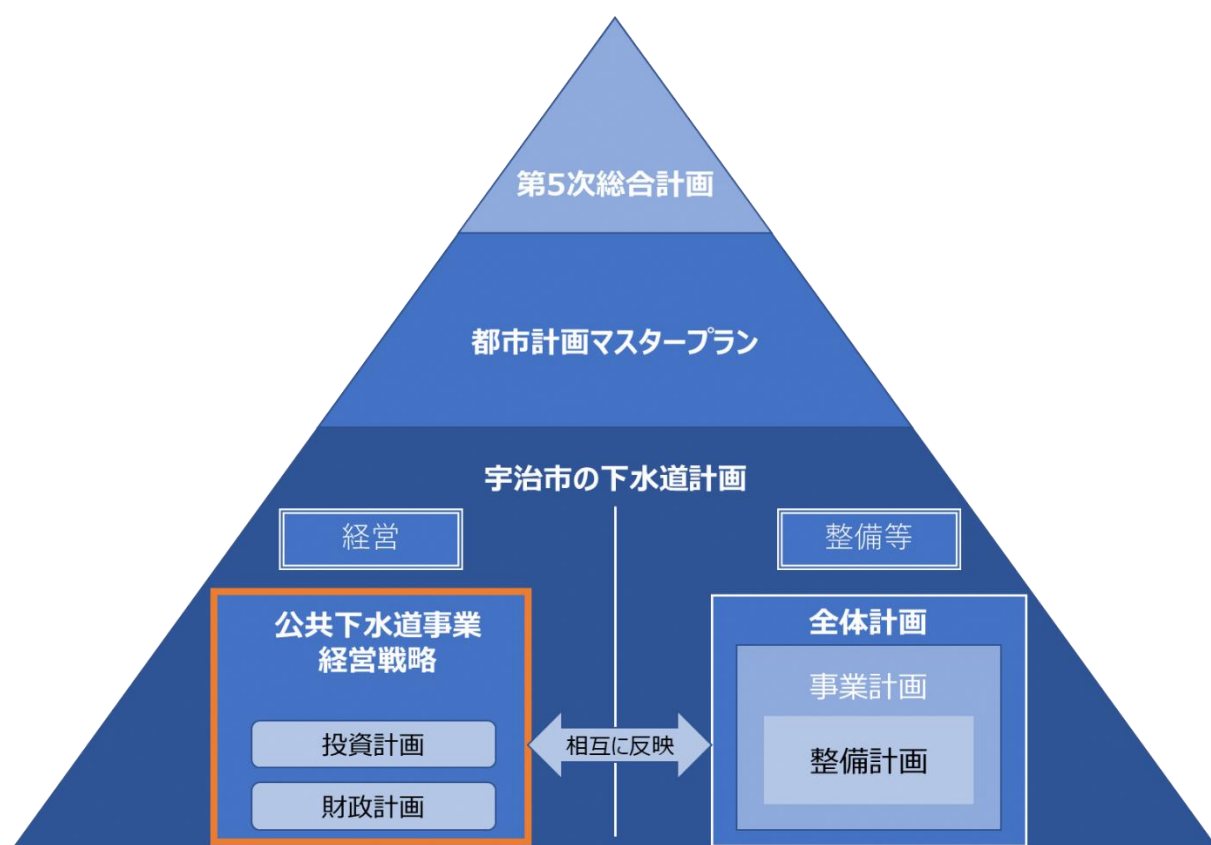 第5次総合計画
都市計画マスタープラン
宇治市の下水道計画
経営
整備等
公共下水道事業
経営戦略
投資計画
財政計画
相互に反映
全体計画
事業計画
整備計画